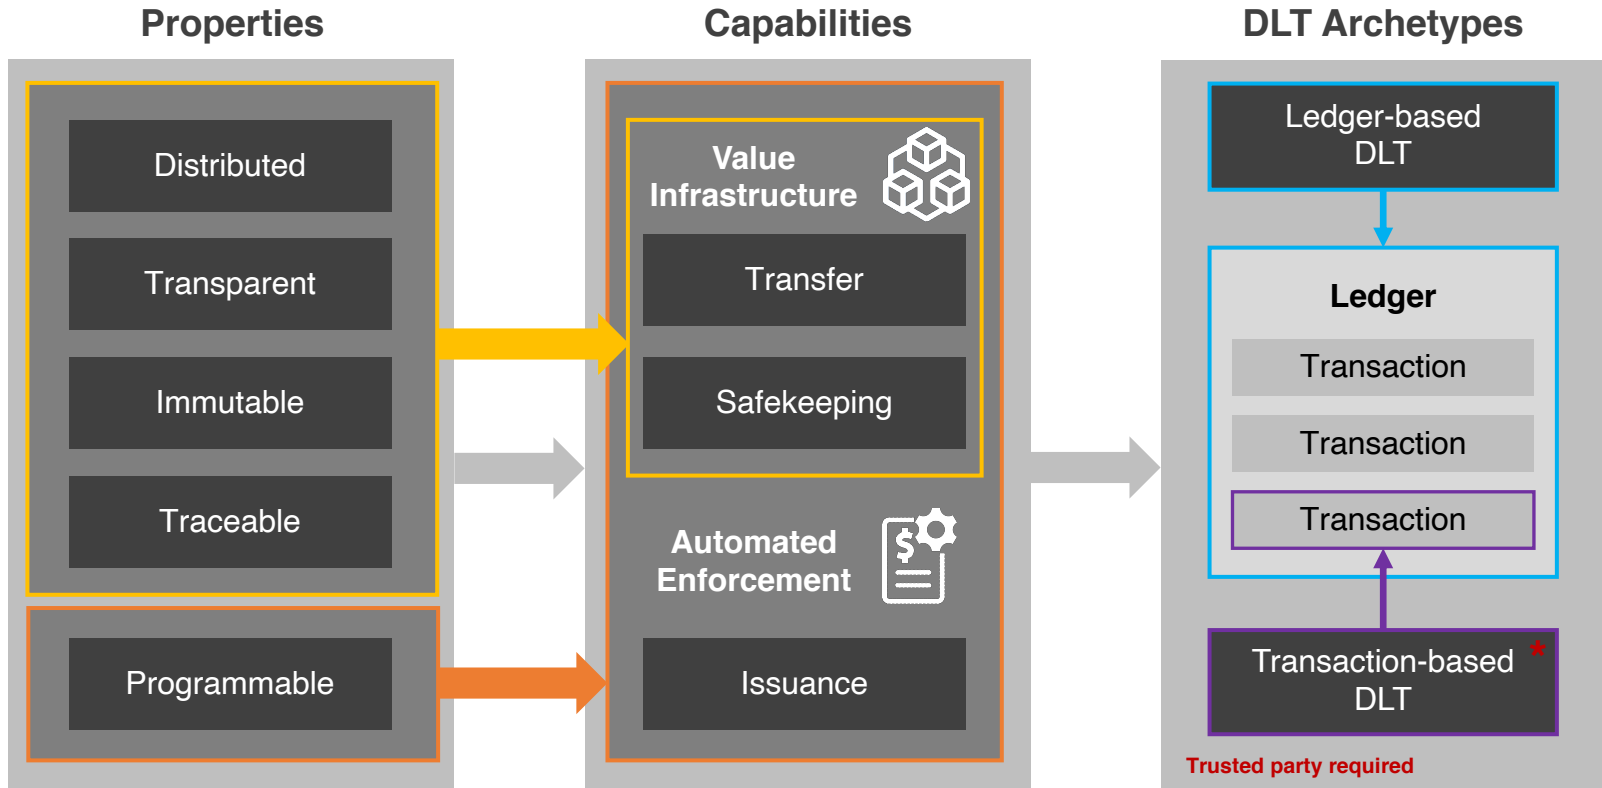 Properties
Capabilities
DLT Archetypes
Distributed
Transparent
Immutable
Traceable
Programmable
Value
Infrastructure
Transfer
Safekeeping
Automated
Enforcement
$
Issuance
Ledger-based
DLT
Ledger
Transaction
Transaction
Transaction
Transaction-based *
DLT
Trusted party required